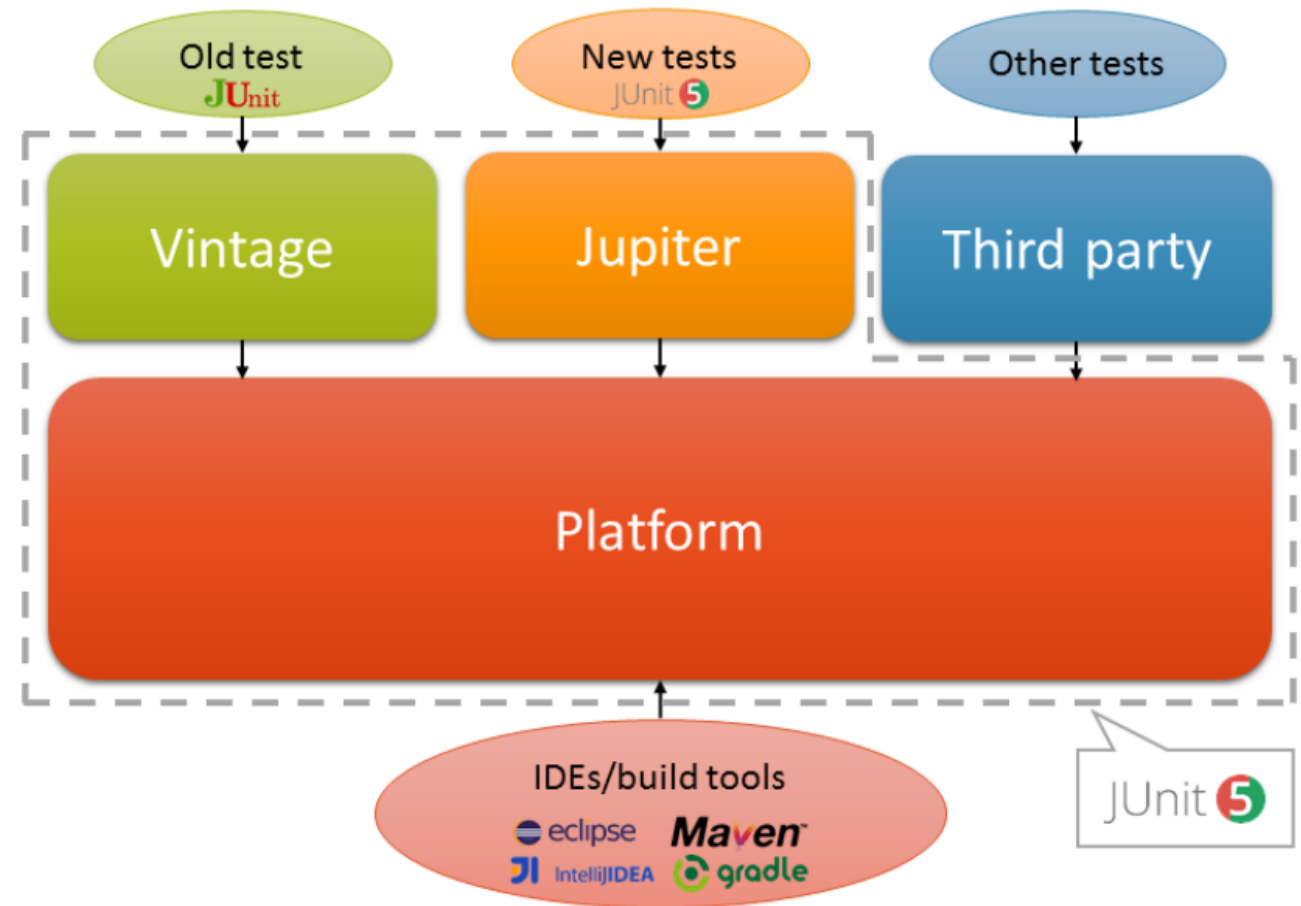 Old test
JUnit
New tests
JUnit 5
Other tests
Vintage
Jupiter
Third party
Platform
IDEs/build tools
eclipse
Maven™
IntelliJIDEA
gradle
JUnit 5